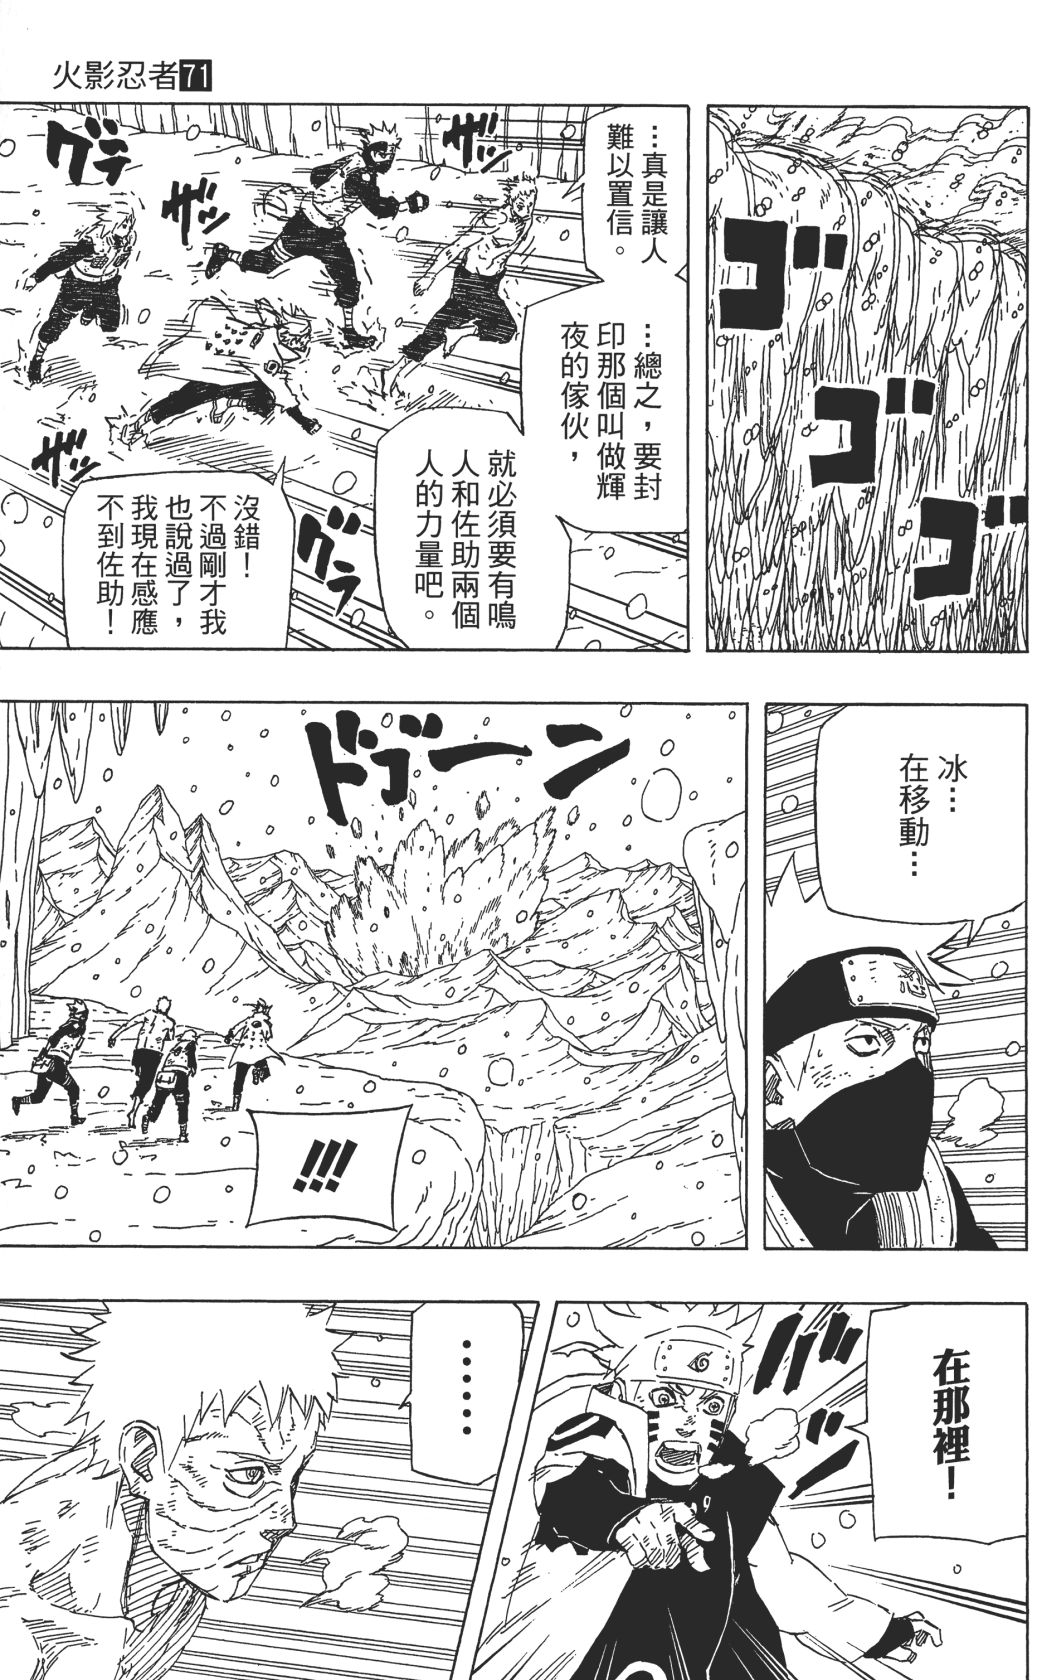 火影忍者71
ゴゴゴ
…真是讓人
難以置信。
…總之，要封
印那個叫做輝
夜的傢伙，
就必須要有鳴
人和佐助兩個
人的力量吧。
沒錯！
不過剛才我
也說過了，
我現在感應
不到佐助！
ザッ
グラ
ザッ
グラ
ザッ
冰…
在移動…
ドゴーン
!!!
在那裡！
バッ
………